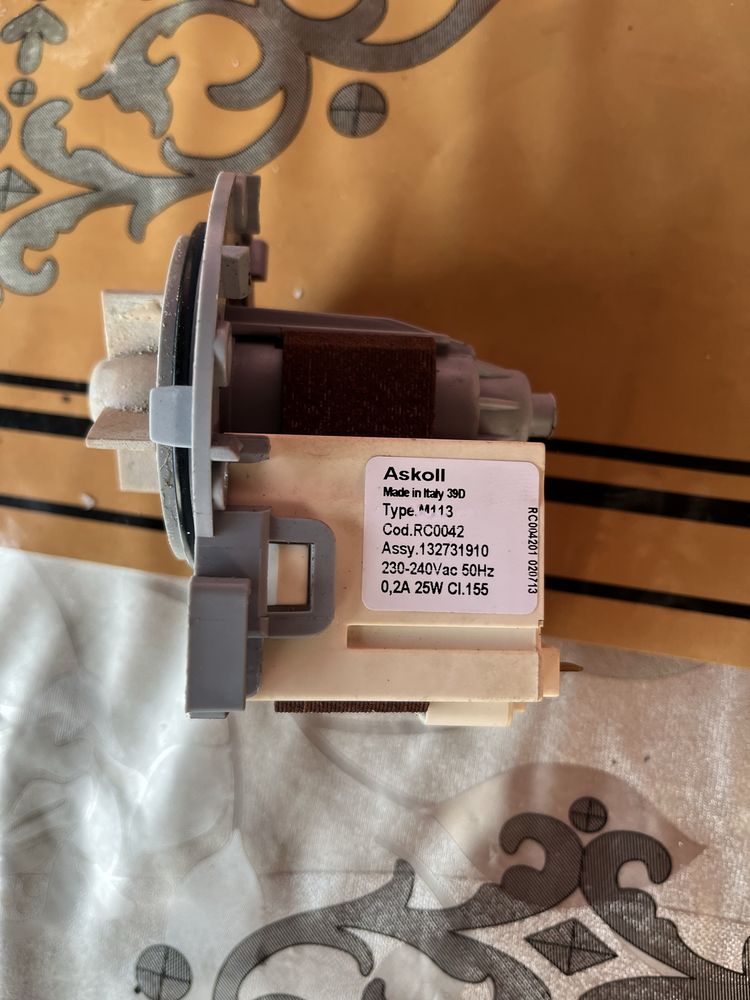 Askoll
Made in Italy 39D
Type.M113
Cod.RC0042
Assy.132731910
230-240Vac 50Hz
0,2A 25W Cl.155
RC004201 020713